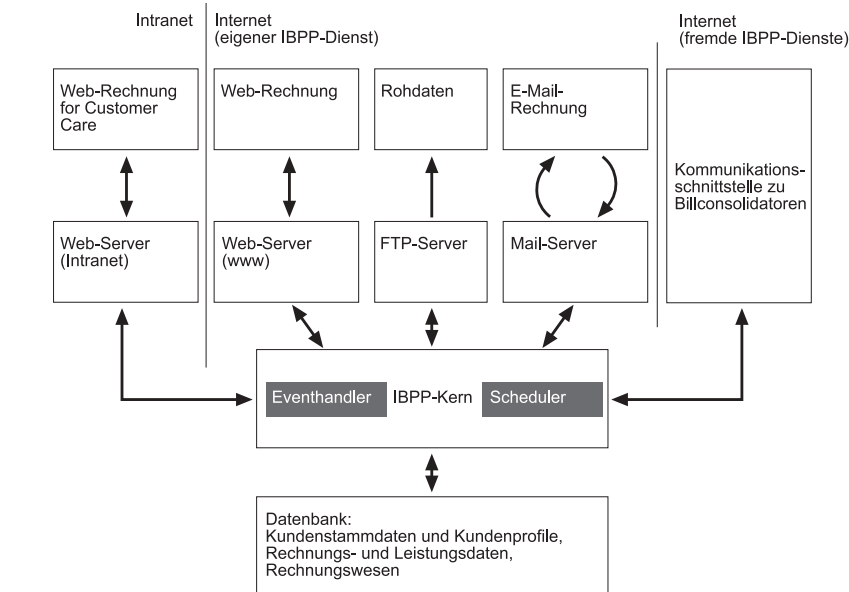 Intranet
Internet
(eigener IBPP-Dienst)
Internet
(fremde IBPP-Dienste)
Web-Rechnung
for Customer
Care
Web-Rechnung
Rohdaten
E-Mail-
Rechnung
Kommunikations-
schnittstelle zu
Billconsolidatoren
Web-Server
(Intranet)
Web-Server
(www)
FTP-Server
Mail-Server
Eventhandler
IBPP-Kern
Scheduler
Datenbank:
Kundenstammdaten und Kundenprofile,
Rechnungs- und Leistungsdaten,
Rechnungswesen